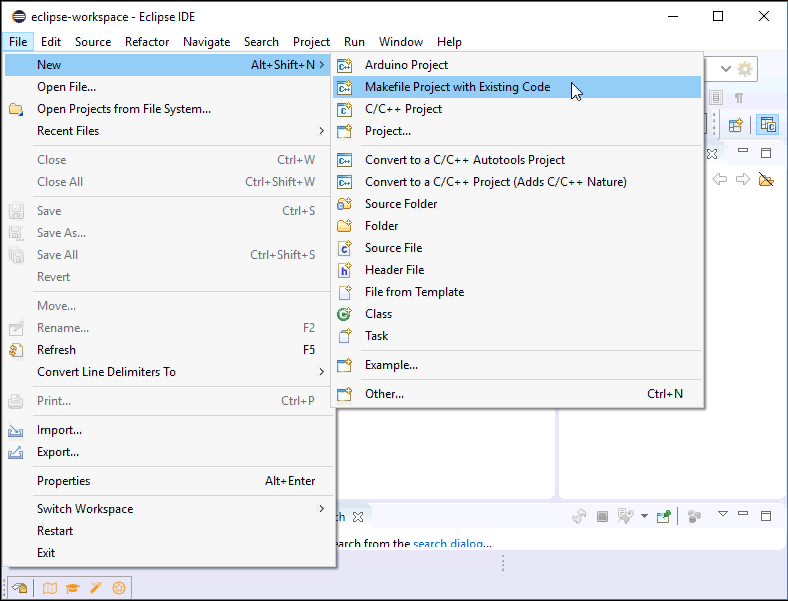 eclipse-workspace - Eclipse IDE
File Edit Source Refactor Navigate Search Project Run Window Help
New Alt+Shift+N
Open File...
Open Projects from File System...
Recent Files
Close Ctrl+W
Close All Ctrl+Shift+W
Save Ctrl+S
Save As...
Save All Ctrl+Shift+S
Revert
Move...
Rename... F2
Refresh F5
Convert Line Delimiters To
Print... Ctrl+P
Import...
Export...
Properties Alt+Enter
Switch Workspace
Restart
Exit
Arduino Project
Makefile Project with Existing Code
C/C++ Project
Project...
Convert to a C/C++ Autotools Project
Convert to a C/C++ Project (Adds C/C++ Nature)
Source Folder
Folder
Source File
Header File
File from Template
Class
Task
Example...
Other... Ctrl+N
from the search dialog...